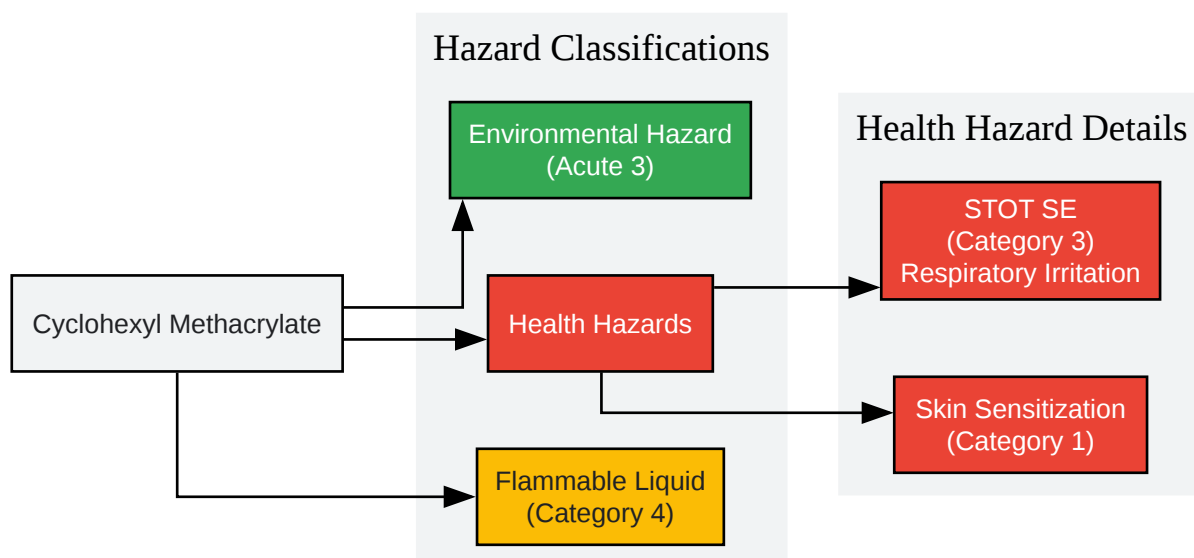 Hazard Classifications
Environmental Hazard
(Acute 3)
Health Hazard Details
STOT SE
(Category 3)
Respiratory Irritation
Cyclohexyl Methacrylate
Health Hazards
Skin Sensitization
(Category 1)
Flammable Liquid
(Category 4)